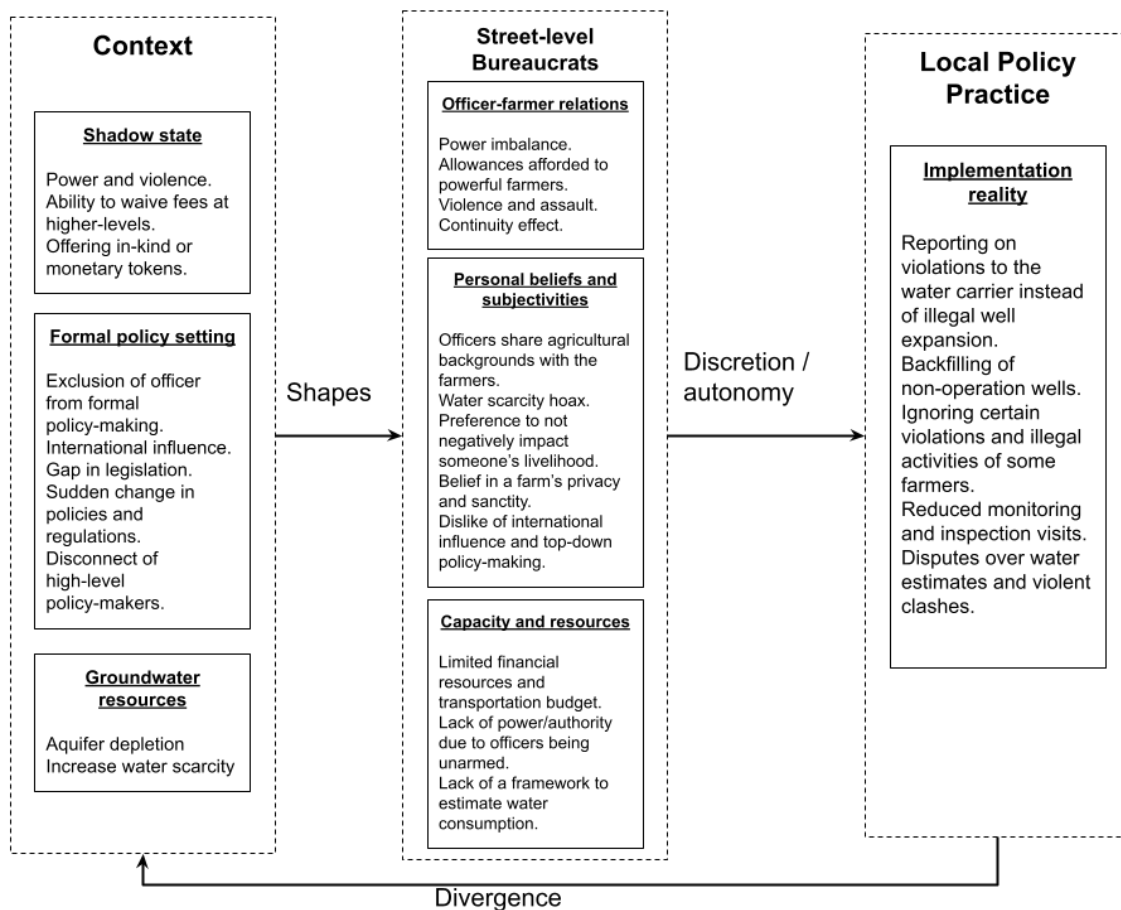 Context
Shadow state
Power and violence.
Ability to waive fees at
higher-levels.
Offering in-kind or
monetary tokens.
Formal policy setting
Exclusion of officer
from formal
policy-making.
International influence.
Gap in legislation.
Sudden change in
policies and
regulations.
Disconnect of
high-level
policy-makers.
Groundwater
resources
Aquifer depletion
Increase water scarcity
Shapes
Street-level
Bureaucrats
Officer-farmer relations
Power imbalance.
Allowances afforded to
powerful farmers.
Violence and assault.
Continuity effect.
Personal beliefs and
subjectivities
Officers share agricultural
backgrounds with the
farmers.
Water scarcity hoax.
Preference to not
negatively impact
someone's livelihood.
Belief in a farm's privacy
and sanctity.
Dislike of international
influence and top-down
policy-making.
Capacity and resources
Limited financial
resources and
transportation budget.
Lack of power/authority
due to officers being
unarmed.
Lack of a framework to
estimate water
consumption.
Discretion /
autonomy
Local Policy
Practice
Implementation
reality
Reporting on
violations to the
water carrier instead
of illegal well
expansion.
Backfilling of
non-operation wells.
Ignoring certain
violations and illegal
activities of some
farmers.
Reduced monitoring
and inspection visits.
Disputes over water
estimates and violent
clashes.
Divergence